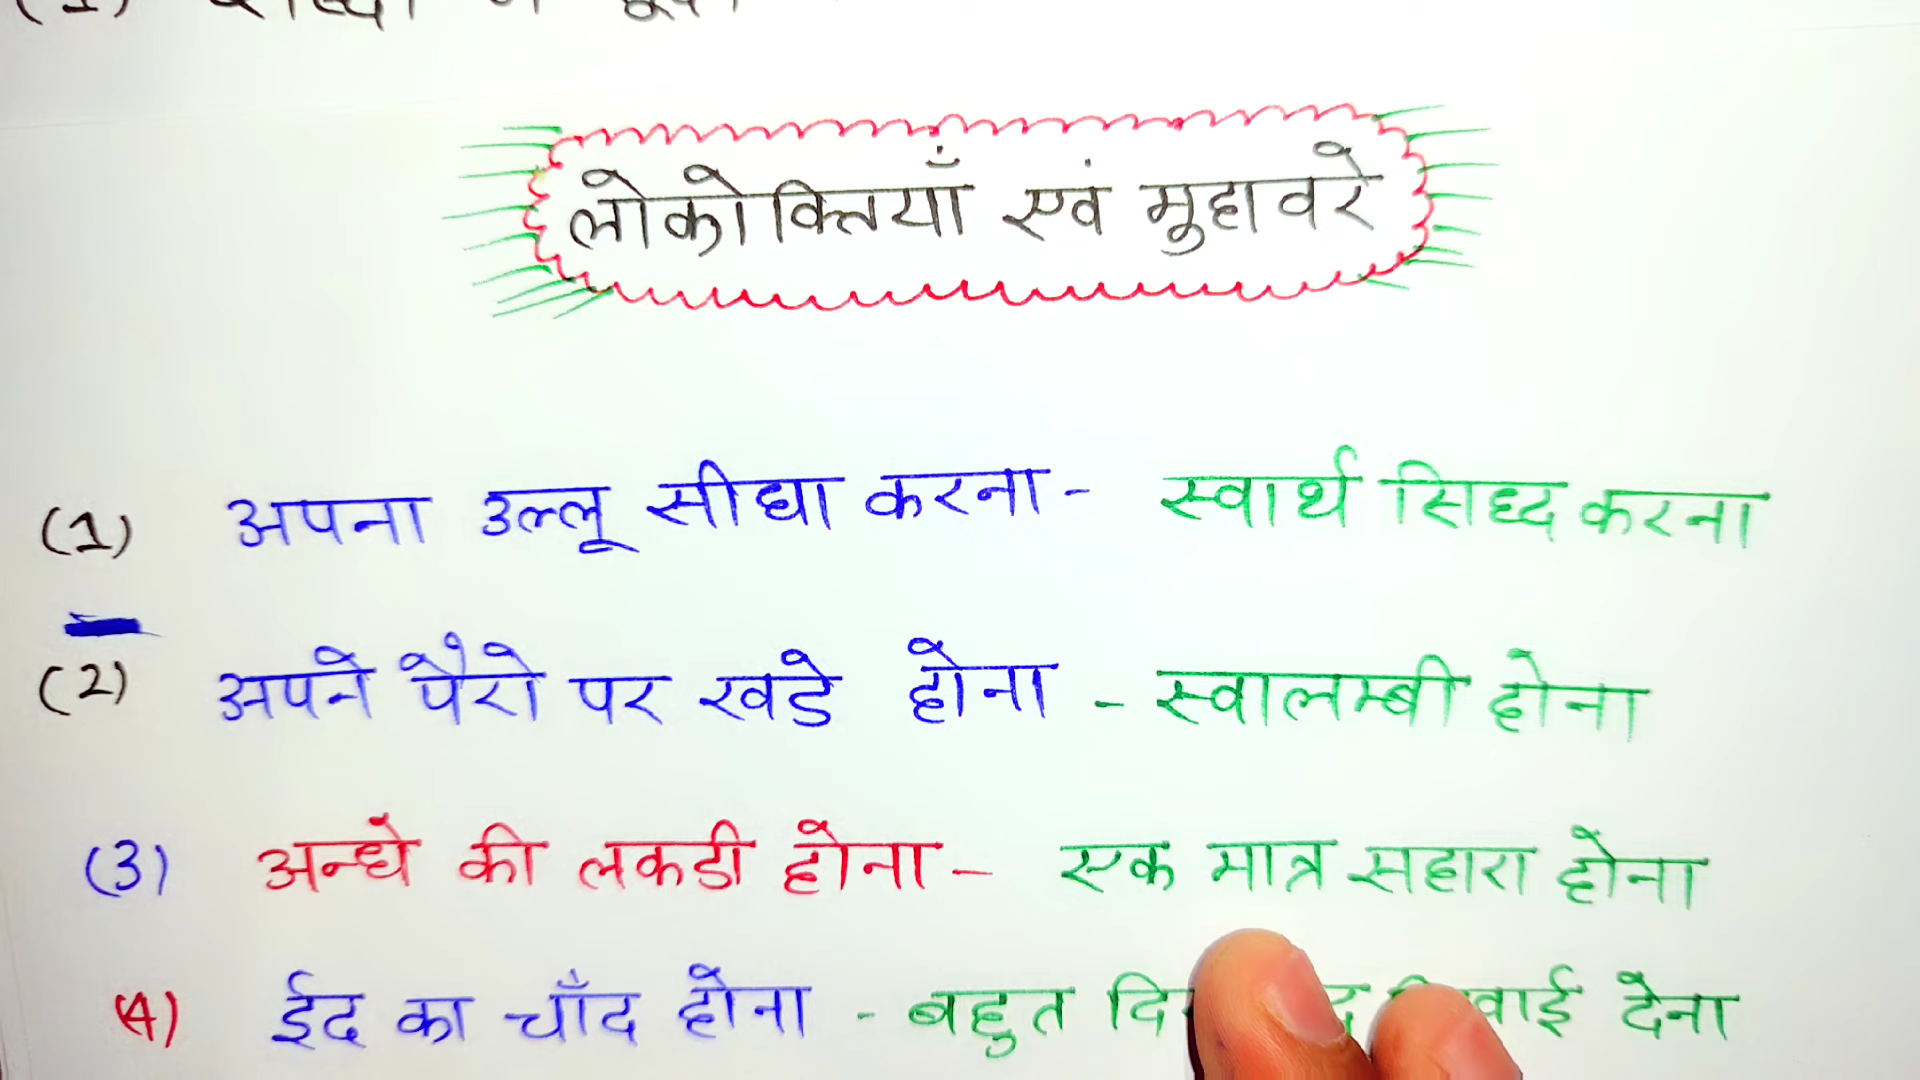 लोकोक्तियाँ एवं मुहावरे
(1) अपना उल्लू सीधा करना - स्वार्थ सिध्द करना
(2) अपने पैरो पर खडे होना - स्वालम्बी होना
(3) अन्धे की लकडी होना - एक मात्र सहारा होना
(4) ईद का चाँद होना - बहुत देना